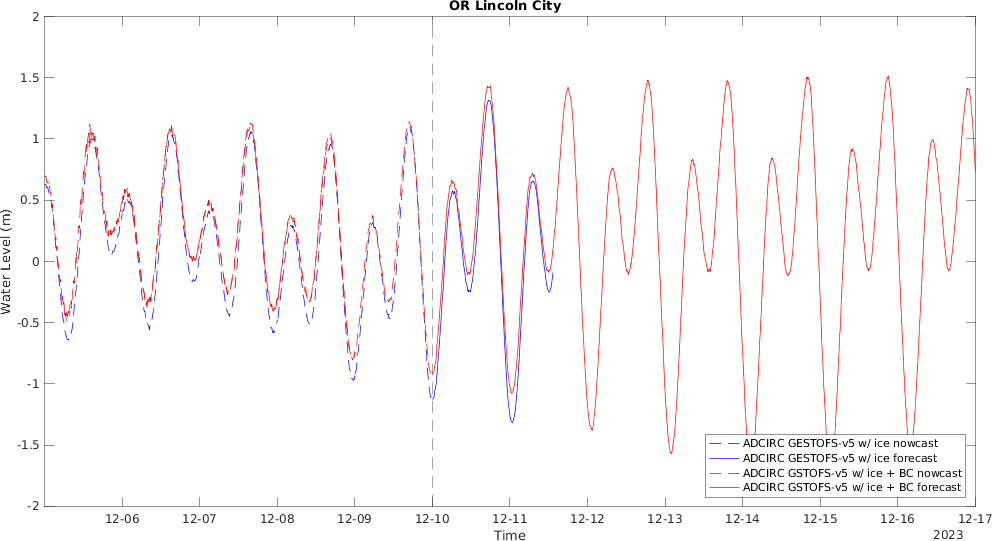 OR Lincoln City
2
1.5
1
0.5
0
-0.5
-1
-1.5
-2
Water Level (m)
12-06 12-07 12-08 12-09 12-10 12-11 12-12 12-13 12-14 12-15 12-16 12-17
Time
2023
ADCIRC GESTOFS-v5 w/ ice nowcast
ADCIRC GESTOFS-v5 w/ ice forecast
ADCIRC GSTOFS-v5 w/ ice + BC nowcast
ADCIRC GSTOFS-v5 w/ ice + BC forecast